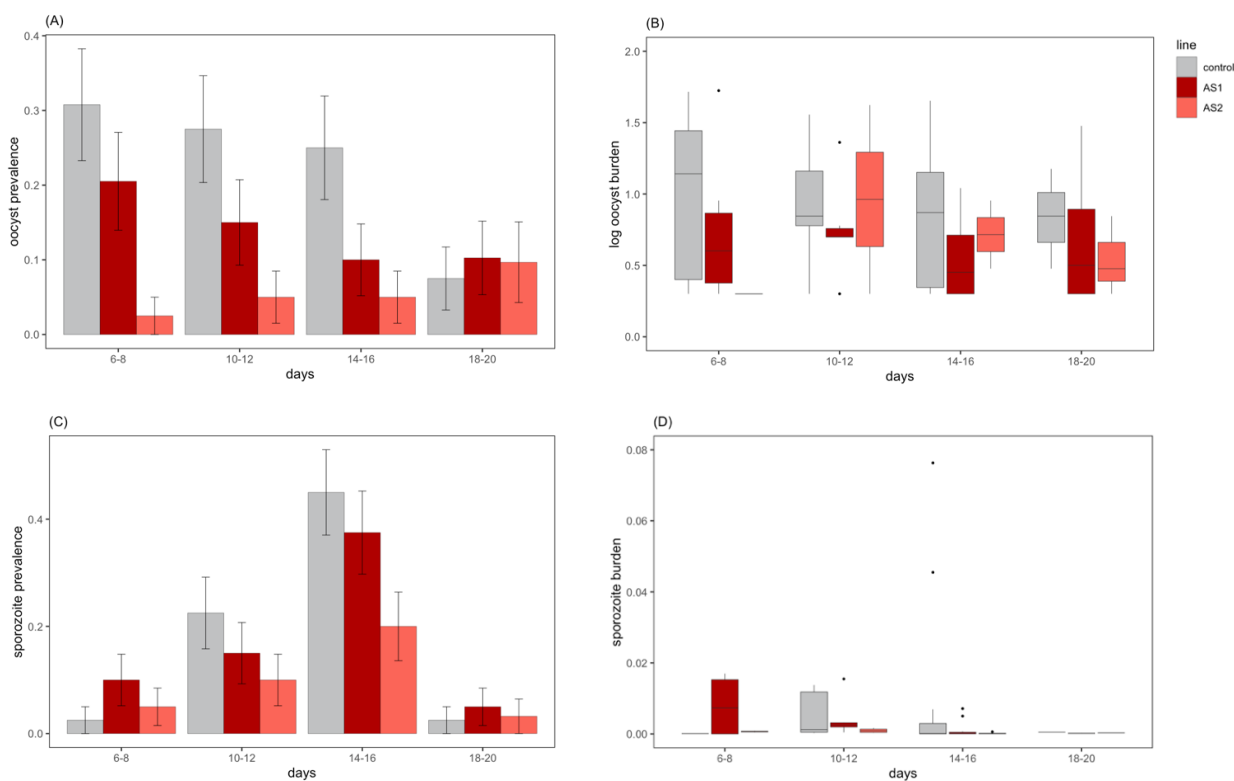 (A)
0.4
0.3
0.2
0.1
0.0
oocyst prevalence
6-8 10-12 14-16 18-20
days
(B)
2.0
1.5
1.0
0.5
0.0
log oocyst burden
6-8 10-12 14-16 18-20
days
line
control
AS1
AS2
(C)
0.4
0.2
0.0
sporozoite prevalence
6-8 10-12 14-16 18-20
days
(D)
0.08
0.06
0.04
0.02
0.00
sporozoite burden
6-8 10-12 14-16 18-20
days